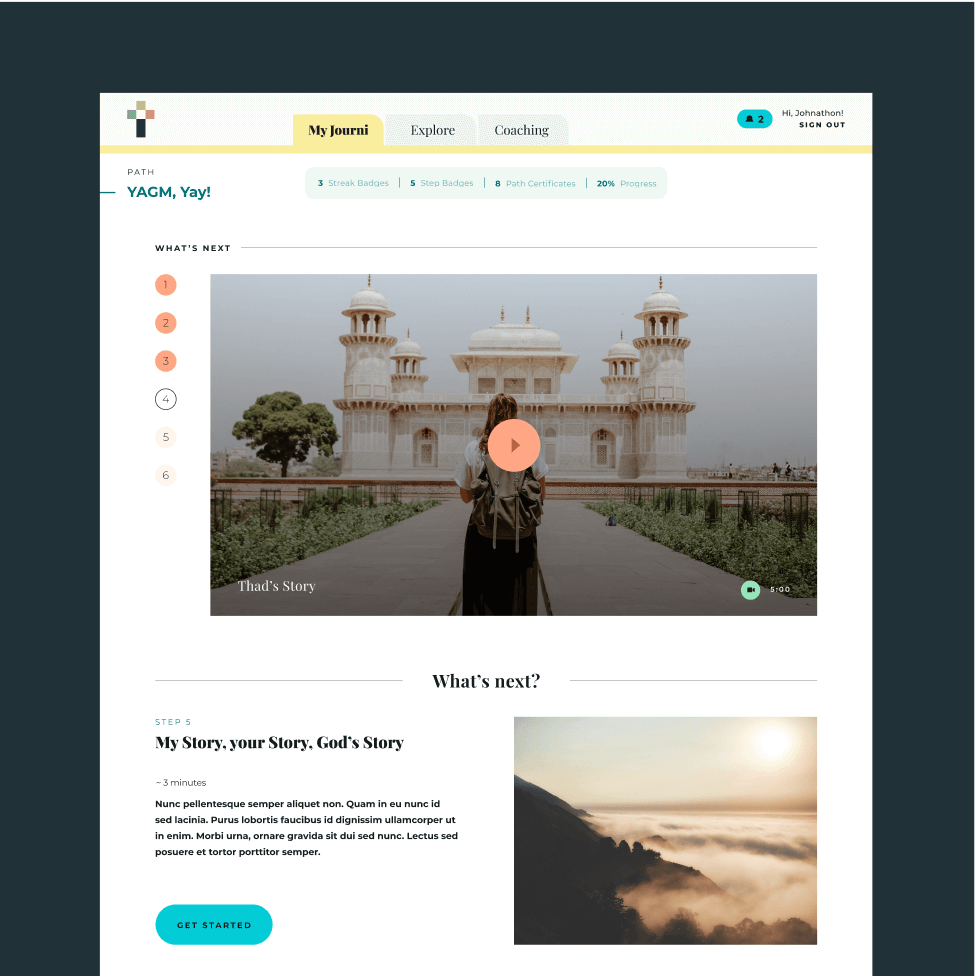 My Journi
Explore
Coaching
2
Hi, Johnathon!
SIGN OUT
PATH
YAGM, Yay!
3 Streak Badges | 5 Step Badges | 8 Path Certificates | 20% Progress
WHAT'S NEXT
1
2
3
4
5
6
Thad's Story
5:00
What's next?
STEP 5
My Story, your Story, God's Story
~ 3 minutes
Nunc pellentesque semper aliquet non. Quam in eu nunc id
sed lacinia. Purus lobortis faucibus id dignissim ullamcorper ut
in enim. Morbi urna, ornare gravida sit dui sed nunc. Lectus sed
posuere et tortor porttitor semper.
GET STARTED